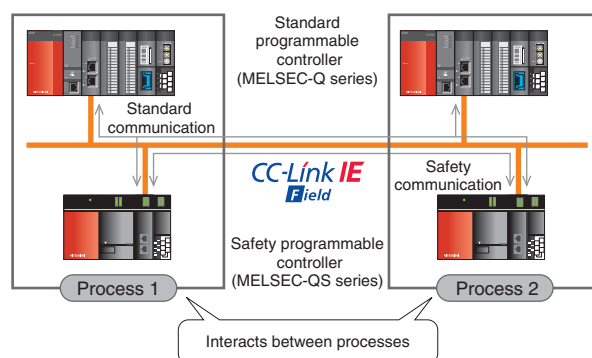 Standard
programmable
controller
(MELSEC-Q series)
Standard
communication
CC-Link IE
Field
Safety
communication
Safety programmable
controller
(MELSEC-QS series)
Process 1
Process 2
Interacts between processes